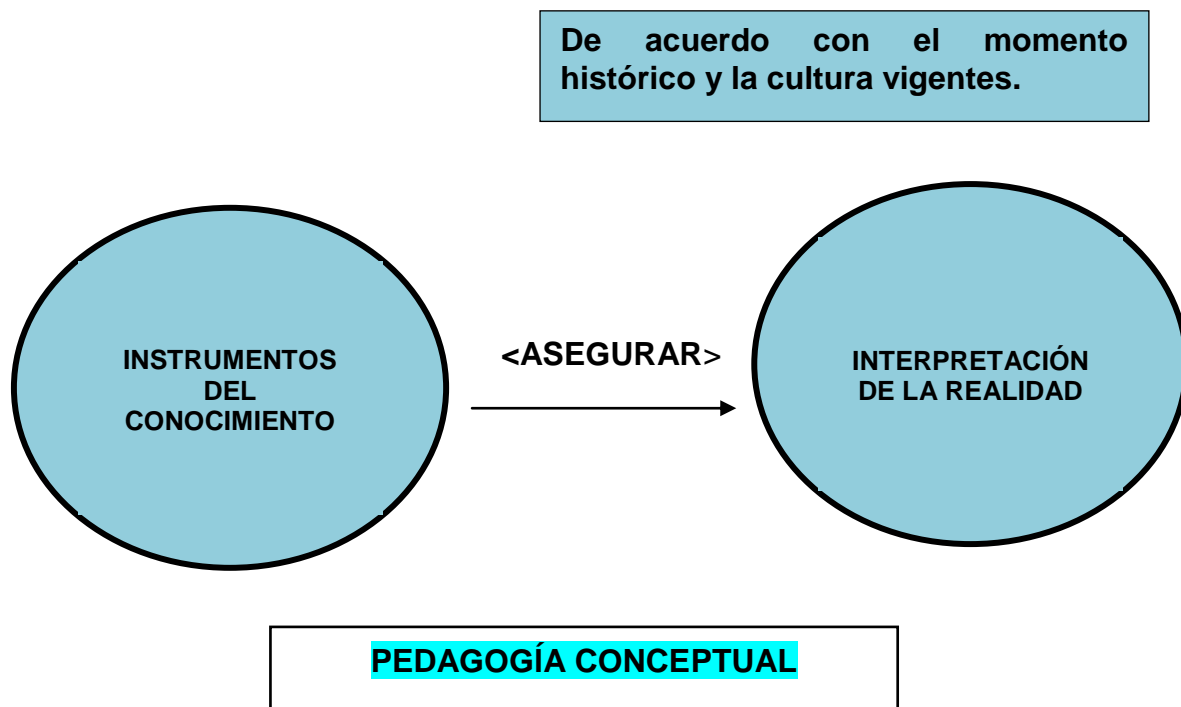 De acuerdo con el momento
histórico y la cultura vigentes.
INSTRUMENTOS
DEL
CONOCIMIENTO
<ASEGURAR>
INTERPRETACIÓN
DE LA REALIDAD
PEDAGOGÍA CONCEPTUAL